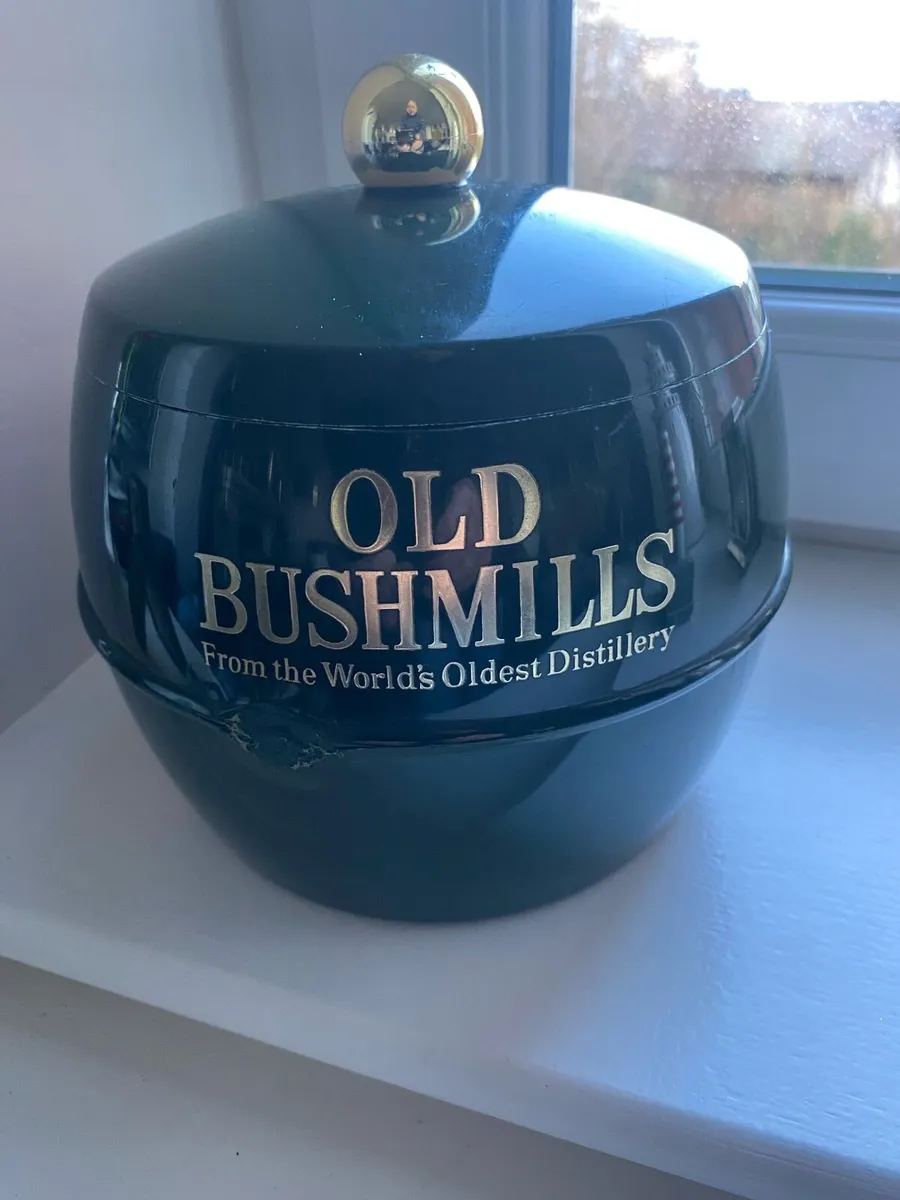 OLD
BUSHMILLS
From the World's Oldest Distillery